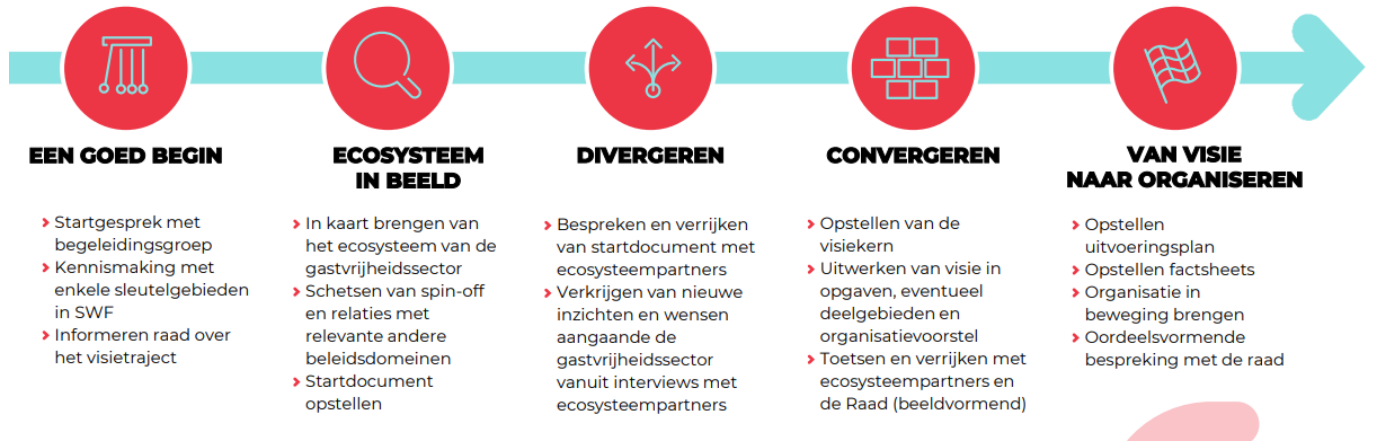 EEN GOED BEGIN
Startgesprek met
begeleidingsgroep
Kennismaking met
enkele sleutelgebieden
in SWF
Informeren raad over
het visietraject
ECOSYSTEEM
IN BEELD
In kaart brengen van
het ecosysteem van de
gastvrijheidssector
Schetsen van spin-off
en relaties met
relevante andere
beleidsdomeinen
Startdocument
opstellen
DIVERGEREN
Bespreken en verrijken
van startdocument met
ecosysteempartners
Verkrijgen van nieuwe
inzichten en wensen
aangaande de
gastvrijheidssector
vanuit interviews met
ecosysteempartners
CONVERGEREN
Opstellen van de
visiekern
Uitwerken van visie in
opgaven, eventueel
deelgebieden en
organisatievoorstel
Toetsen en verrijken met
ecosysteempartners en
de Raad (beeldvormend)
VAN VISIE
NAAR ORGANISEREN
Opstellen
uitvoeringsplan
Opstellen factsheets
Organisatie in
beweging brengen
Oordeelsvormende
bespreking met de raad